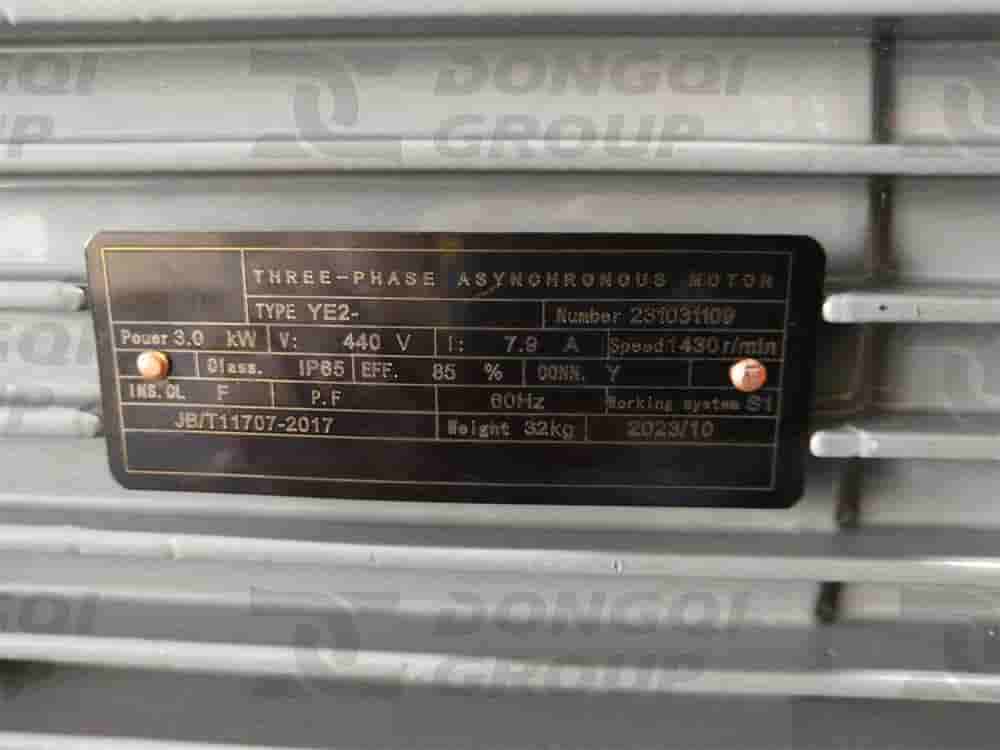 DONGQI
GROUP
THREE-PHASE ASYNCHRONOUS MOTOR
TYPE YE2- Number 231031109
Power 3.0 kW V: 440 V I: 7.9 A Speed 1430 r/min
Class. IP65 EFF. 85 % CONN. Y
INS.CL F P.F 60Hz Working system S1
JB/T11707-2017 Weight 32kg 2023/10
DONGQI
GROUP